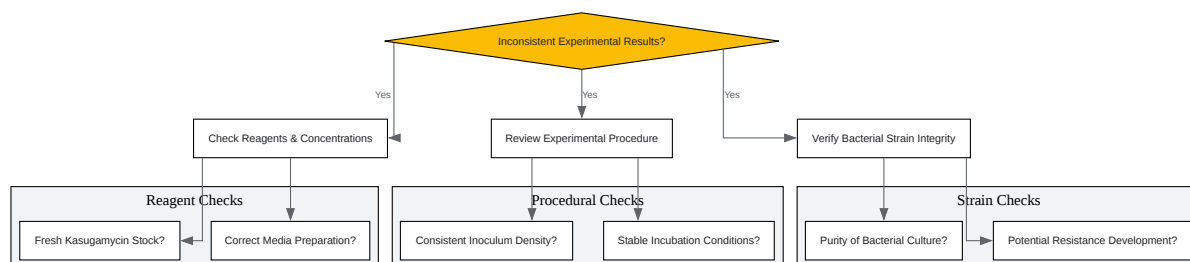 Inconsistent Experimental Results?
Yes
Yes
Yes
Check Reagents & Concentrations
Review Experimental Procedure
Verify Bacterial Strain Integrity
Reagent Checks
Procedural Checks
Strain Checks
Fresh Kasugamycin Stock?
Correct Media Preparation?
Consistent Inoculum Density?
Stable Incubation Conditions?
Purity of Bacterial Culture?
Potential Resistance Development?